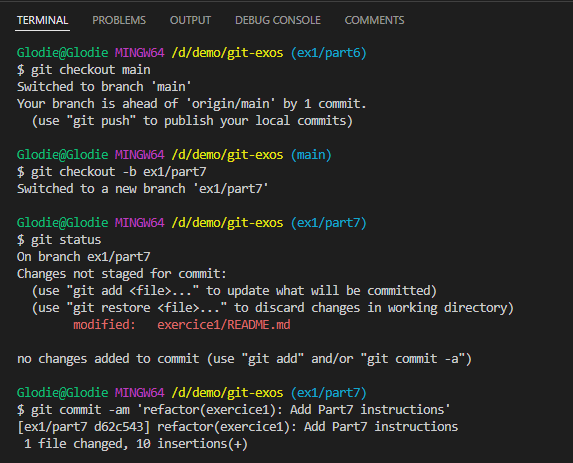 TERMINAL PROBLEMS OUTPUT DEBUG CONSOLE COMMENTS
Glodie@Glodie MINGW64 /d/demo/git-exos (ex1/part6)
$ git checkout main
Switched to branch 'main'
Your branch is ahead of 'origin/main' by 1 commit.
  (use "git push" to publish your local commits)

Glodie@Glodie MINGW64 /d/demo/git-exos (main)
$ git checkout -b ex1/part7
Switched to a new branch 'ex1/part7'

Glodie@Glodie MINGW64 /d/demo/git-exos (ex1/part7)
$ git status
On branch ex1/part7
Changes not staged for commit:
  (use "git add <file>..." to update what will be committed)
  (use "git restore <file>..." to discard changes in working directory)
        modified:   exercice1/README.md

no changes added to commit (use "git add" and/or "git commit -a")

Glodie@Glodie MINGW64 /d/demo/git-exos (ex1/part7)
$ git commit -am 'refactor(exercice1): Add Part7 instructions'
[ex1/part7 d62c543] refactor(exercice1): Add Part7 instructions
 1 file changed, 10 insertions(+)